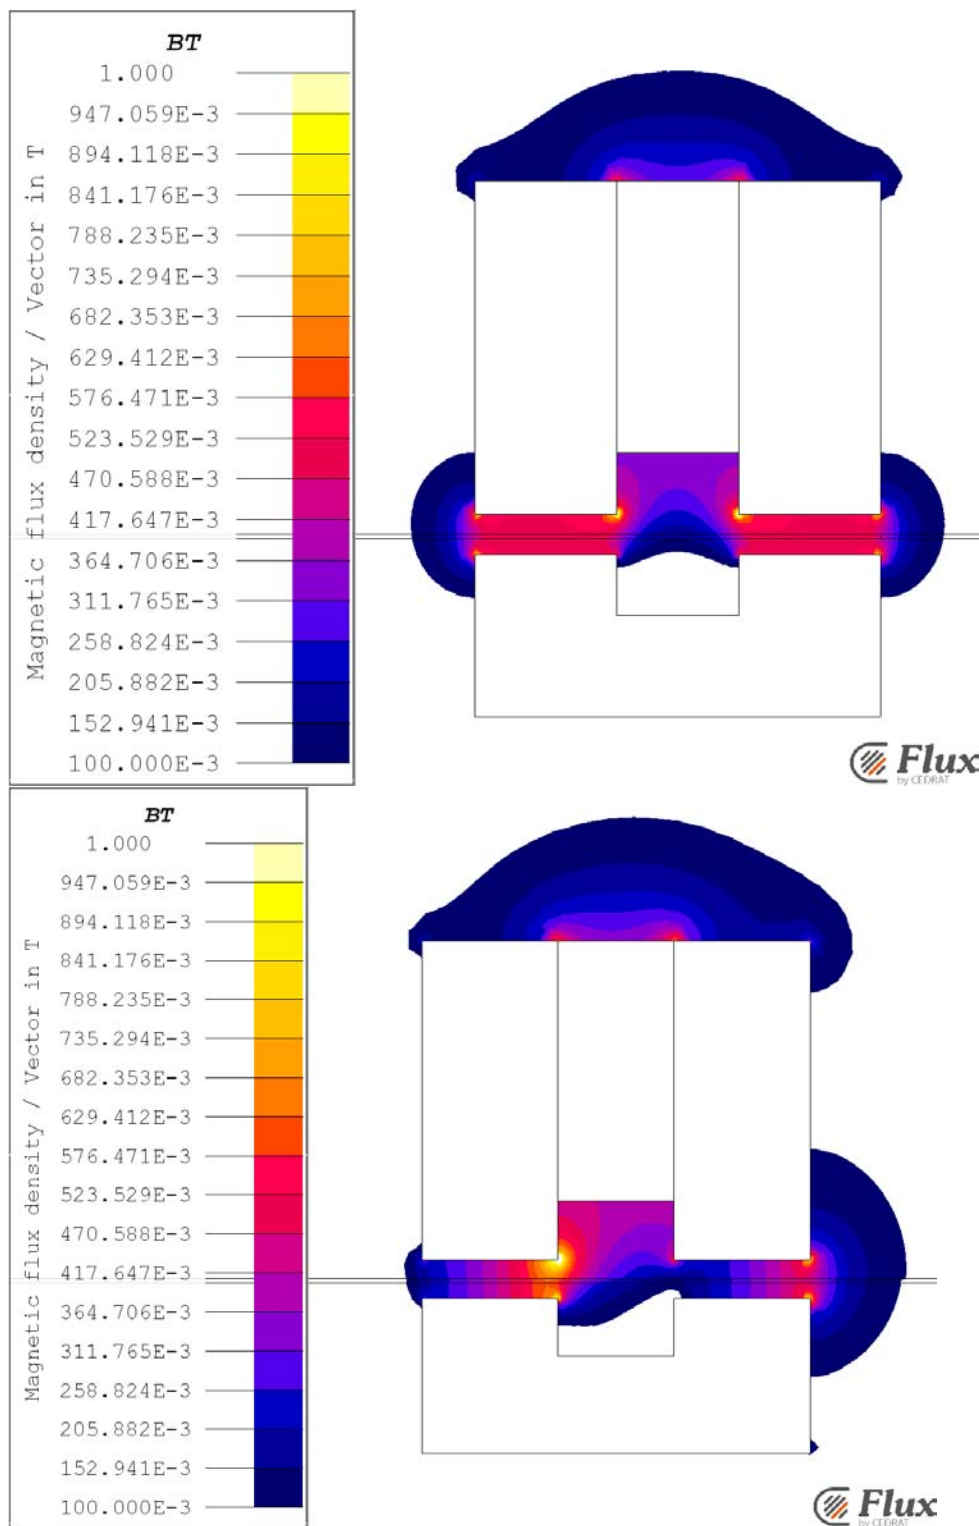 BT
Magnetic flux density / Vector in T
1.000
947.059E-3
894.118E-3
841.176E-3
788.235E-3
735.294E-3
682.353E-3
629.412E-3
576.471E-3
523.529E-3
470.588E-3
417.647E-3
364.706E-3
311.765E-3
258.824E-3
205.882E-3
152.941E-3
100.000E-3
Flux
by CEDRAT
BT
Magnetic flux density / Vector in T
1.000
947.059E-3
894.118E-3
841.176E-3
788.235E-3
735.294E-3
682.353E-3
629.412E-3
576.471E-3
523.529E-3
470.588E-3
417.647E-3
364.706E-3
311.765E-3
258.824E-3
205.882E-3
152.941E-3
100.000E-3
Flux
by CEDRAT